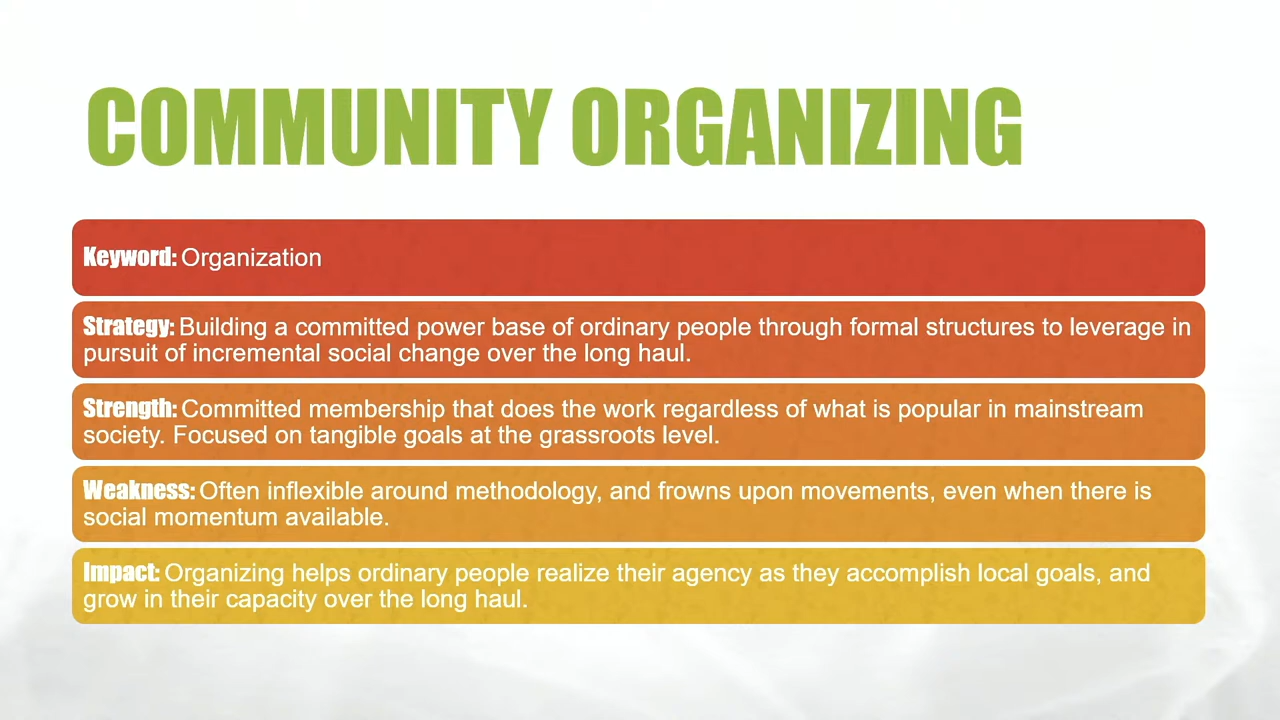 COMMUNITY ORGANIZING
Keyword: Organization
Strategy: Building a committed power base of ordinary people through formal structures to leverage in
pursuit of incremental social change over the long haul.
Strength: Committed membership that does the work regardless of what is popular in mainstream
society. Focused on tangible goals at the grassroots level.
Weakness: Often inflexible around methodology, and frowns upon movements, even when there is
social momentum available.
Impact: Organizing helps ordinary people realize their agency as they accomplish local goals, and
grow in their capacity over the long haul.